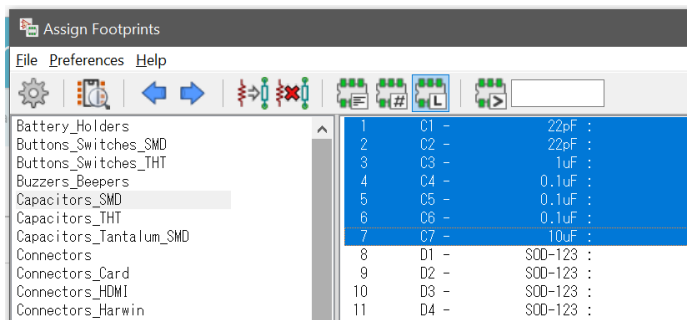 Assign Footprints
File Preferences Help
# L >
Battery_Holders
Buttons_Switches_SMD
Buttons_Switches_THT
Buzzers_Beepers
Capacitors_SMD
Capacitors_THT
Capacitors_Tantalum_SMD
Connectors
Connectors_Card
Connectors_HDMI
Connectors_Harwin
1 C1 - 22pF :
2 C2 - 22pF :
3 C3 - 1uF :
4 C4 - 0.1uF :
5 C5 - 0.1uF :
6 C6 - 0.1uF :
7 C7 - 10uF :
8 D1 - SOD-123 :
9 D2 - SOD-123 :
10 D3 - SOD-123 :
11 D4 - SOD-123 :